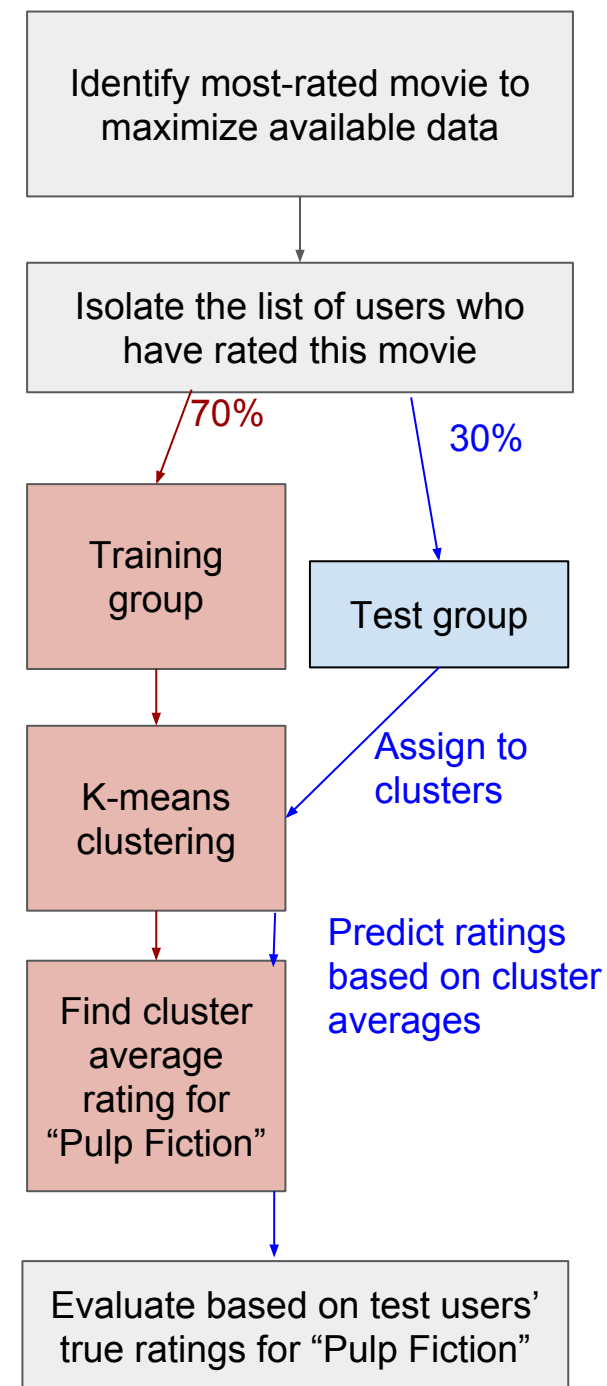 Identify most-rated movie to
maximize available data
Isolate the list of users who
have rated this movie
70%
30%
Training
group
Test group
Assign to
clusters
K-means
clustering
Predict ratings
based on cluster
averages
Find cluster
average
rating for
“Pulp Fiction”
Evaluate based on test users’
true ratings for “Pulp Fiction”